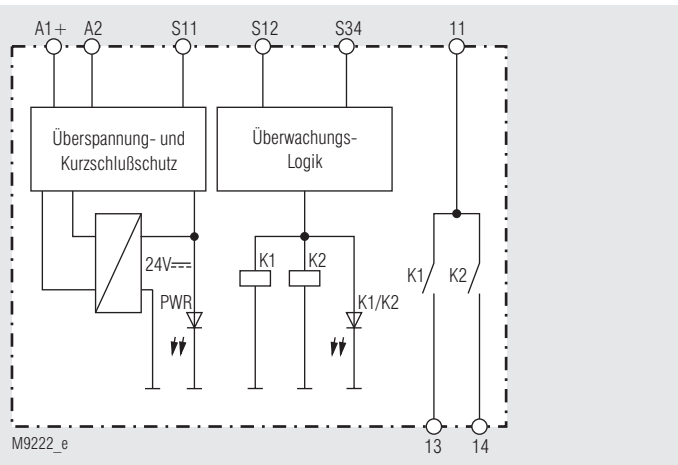 A1+ A2 S11 S12 S34 11
Überspannung- und
Kurzschlußschutz
Überwachungs-
Logik
24V⎓
K1 K2
K1 K2
PWR
K1/K2
M9222_e
13 14